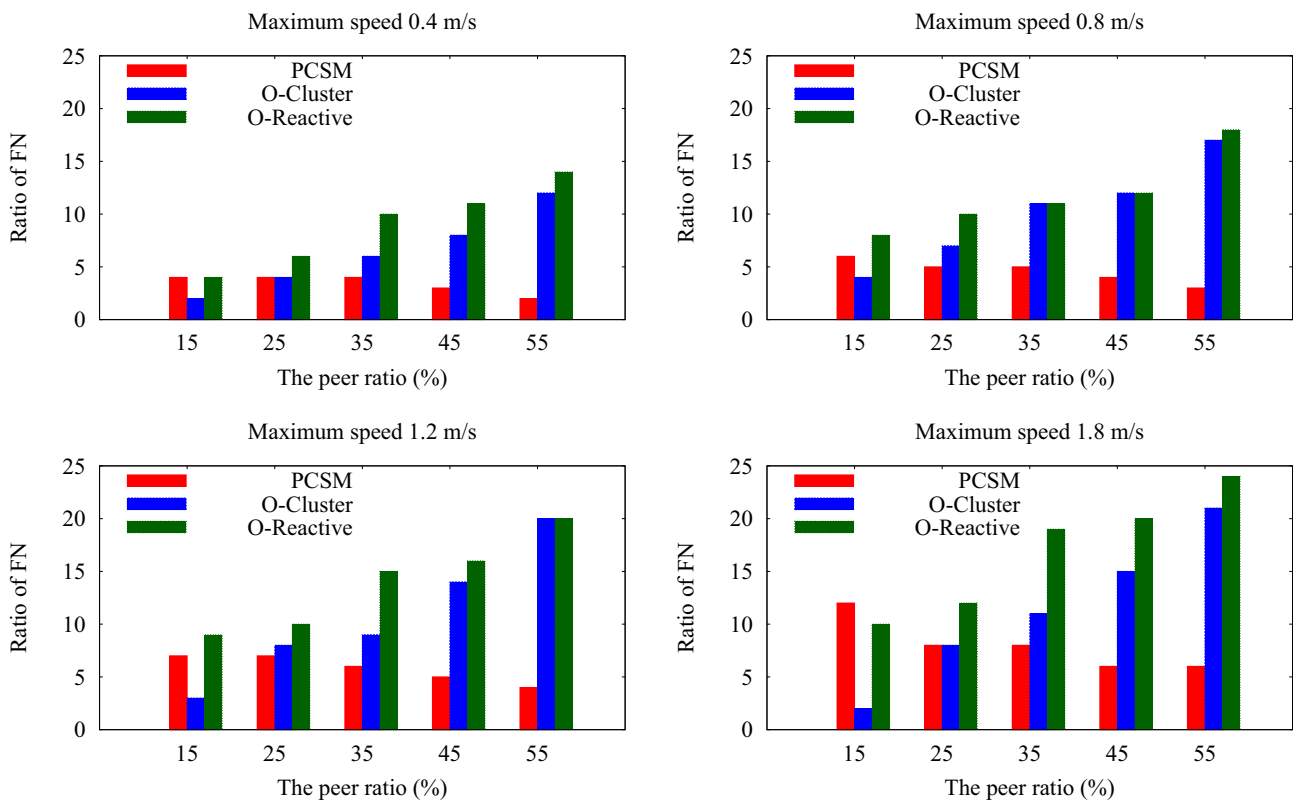 Maximum speed 0.4 m/s
Ratio of FN
25
20
15
10
5
0
PCSM
O-Cluster
O-Reactive
15 25 35 45 55
The peer ratio (%)
Maximum speed 0.8 m/s
Ratio of FN
25
20
15
10
5
0
PCSM
O-Cluster
O-Reactive
15 25 35 45 55
The peer ratio (%)
Maximum speed 1.2 m/s
Ratio of FN
25
20
15
10
5
0
PCSM
O-Cluster
O-Reactive
15 25 35 45 55
The peer ratio (%)
Maximum speed 1.8 m/s
Ratio of FN
25
20
15
10
5
0
PCSM
O-Cluster
O-Reactive
15 25 35 45 55
The peer ratio (%)